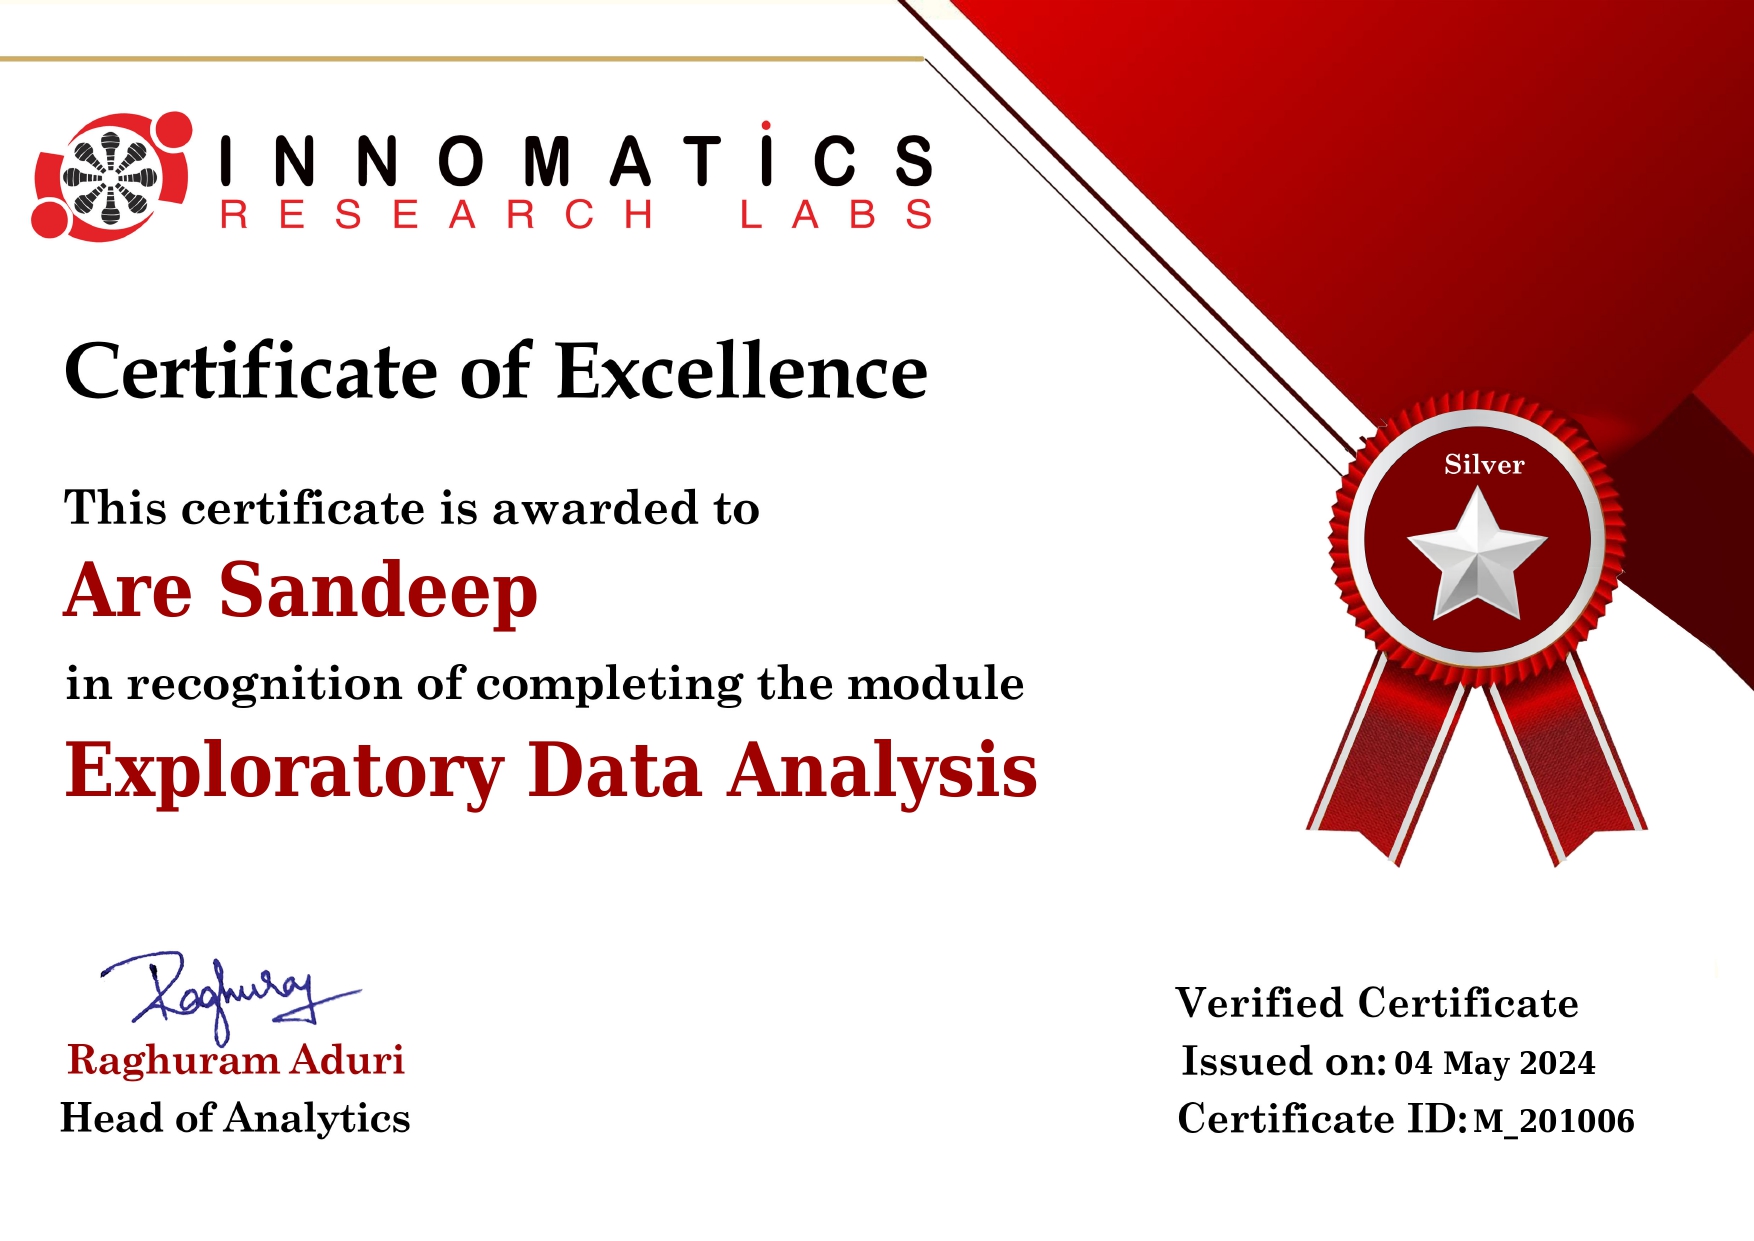 INNOMATICS
RESEARCH LABS
Certificate of Excellence
Silver
This certificate is awarded to
Are Sandeep
in recognition of completing the module
Exploratory Data Analysis
Raghuraj
Raghuram Aduri
Head of Analytics
Verified Certificate
Issued on: 04 May 2024
Certificate ID: M_201006